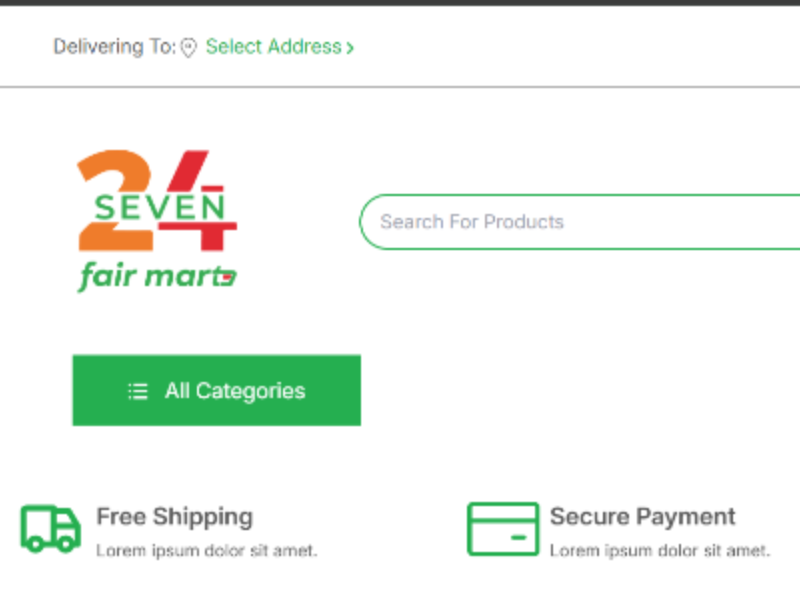 Delivering To: Select Address >
24
SEVEN
fair mart
Search For Products
All Categories
Free Shipping
Lorem ipsum dolor sit amet.
Secure Payment
Lorem ipsum dolor sit amet.